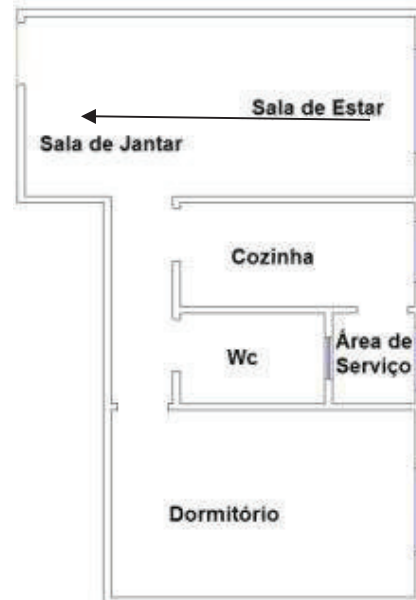 Sala de Estar
Sala de Jantar
Cozinha
Wc
Área de
Serviço
Dormitório